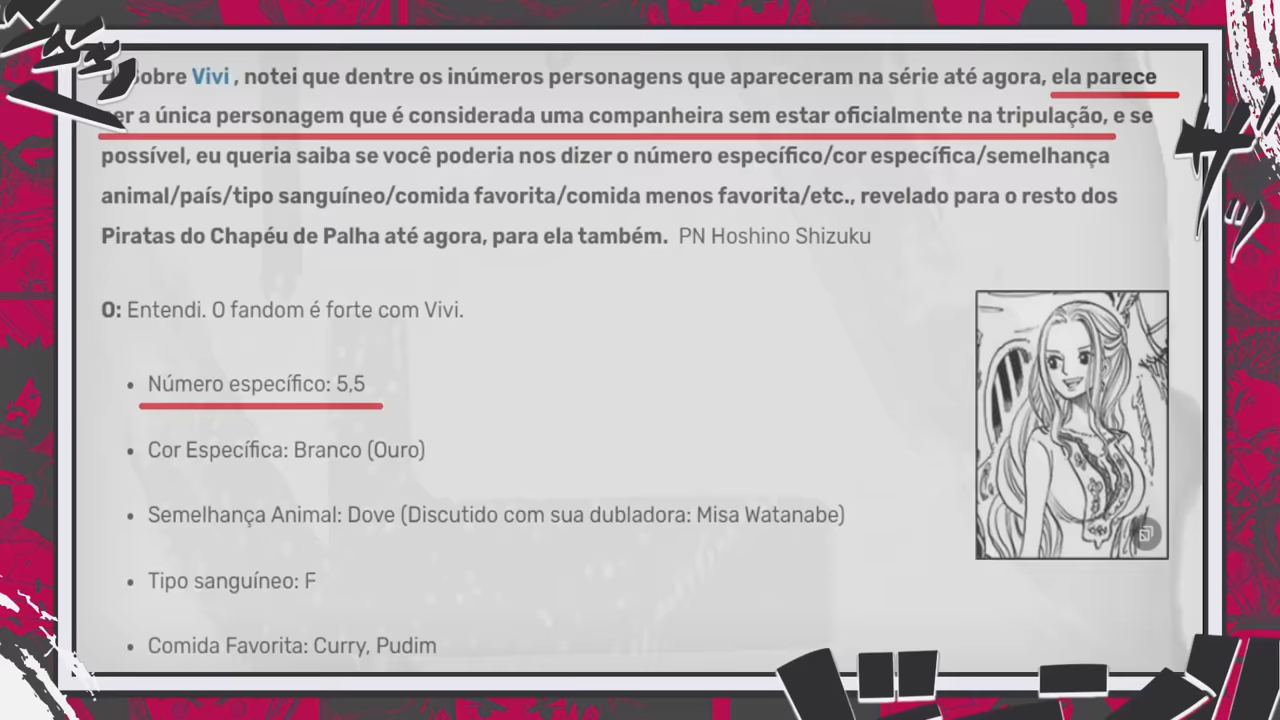 Sobre Vivi , notei que dentre os inúmeros personagens que apareceram na série até agora, ela parece
ser a única personagem que é considerada uma companheira sem estar oficialmente na tripulação, e se
possível, eu queria saiba se você poderia nos dizer o número específico/cor específica/semelhança
animal/país/tipo sanguíneo/comida favorita/comida menos favorita/etc., revelado para o resto dos
Piratas do Chapéu de Palha até agora, para ela também. PN Hoshino Shizuku
O: Entendi. O fandom é forte com Vivi.
• Número específico: 5,5
• Cor Específica: Branco (Ouro)
• Semelhança Animal: Dove (Discutido com sua dubladora: Misa Watanabe)
• Tipo sanguíneo: F
• Comida Favorita: Curry, Pudim